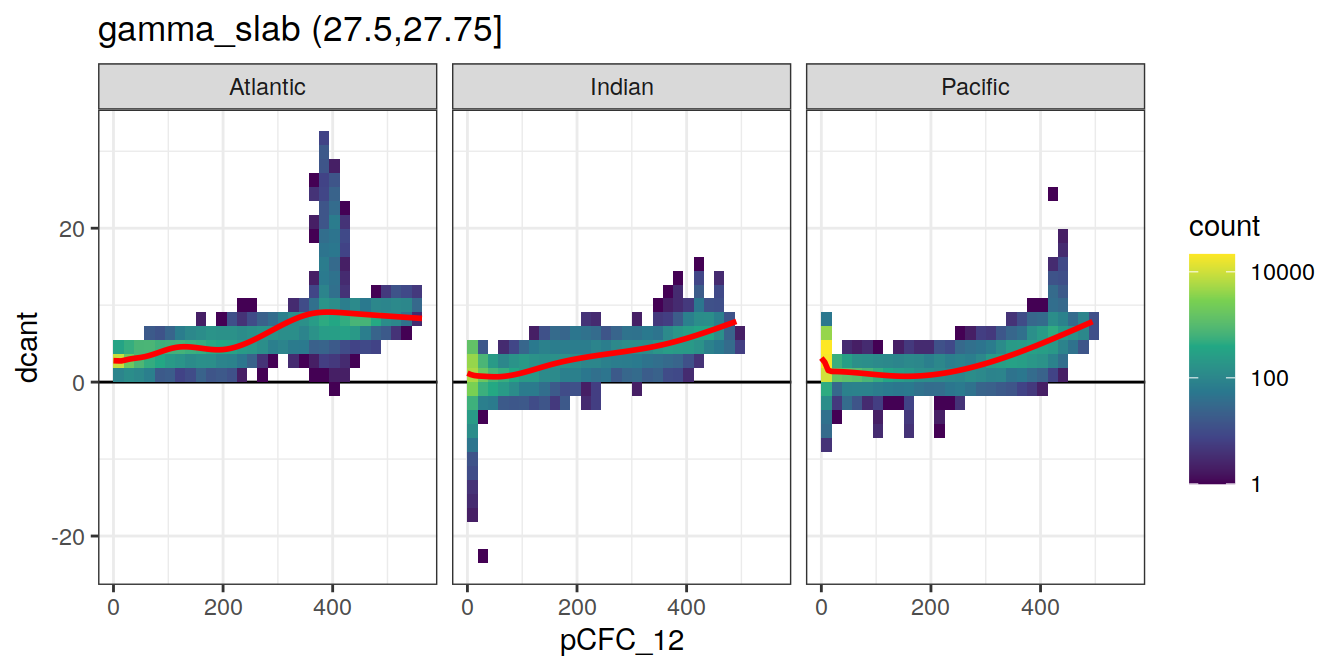 gamma_slab (27.5,27.75]
Atlantic
Indian
Pacific
dcant
20
0
-20
0 200 400
0 200 400
0 200 400
pCFC_12
count
10000
100
1